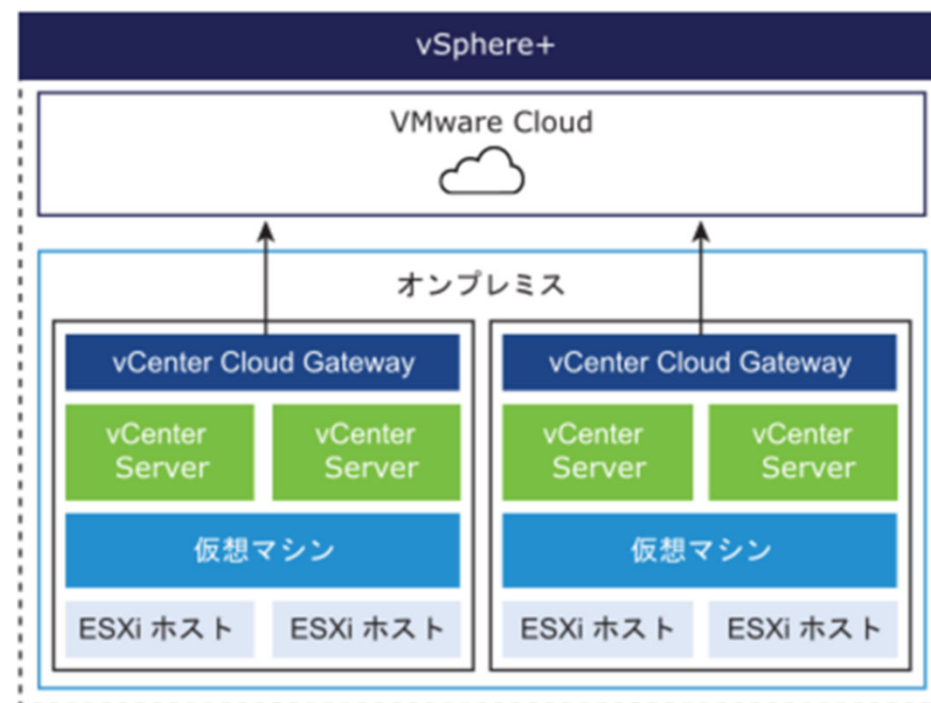 vSphere+
VMware Cloud
オンプレミス
vCenter Cloud Gateway
vCenter Server
vCenter Server
仮想マシン
ESXi ホスト
ESXi ホスト
vCenter Cloud Gateway
vCenter Server
vCenter Server
仮想マシン
ESXi ホスト
ESXi ホスト